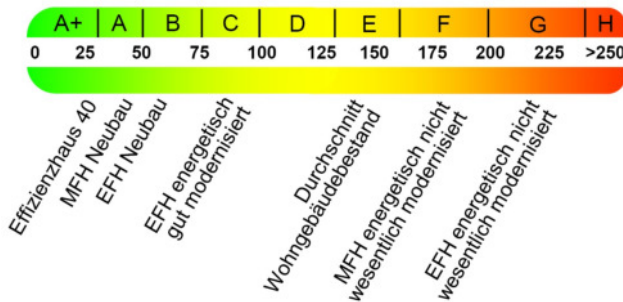 A+ A B C D E F G H
0 25 50 75 100 125 150 175 200 225 >250
Effizienzhaus 40
MFH Neubau
EFH Neubau
EFH energetisch
gut modernisiert
Durchschnitt
Wohngebäudebestand
MFH energetisch nicht
wesentlich modernisiert
EFH energetisch nicht
wesentlich modernisiert